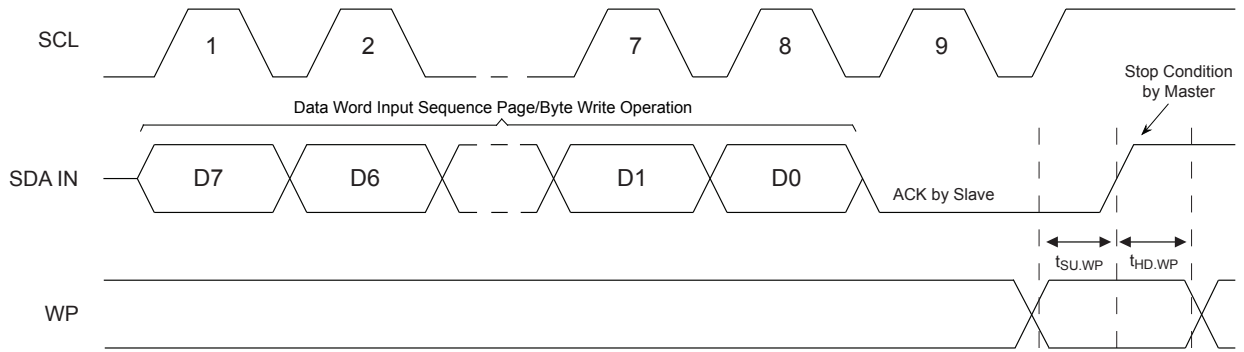 SCL
1
2
7
8
9
Stop Condition
by Master
Data Word Input Sequence Page/Byte Write Operation
SDA IN
D7
D6
D1
D0
ACK by Slave
tSU.WP
tHD.WP
WP